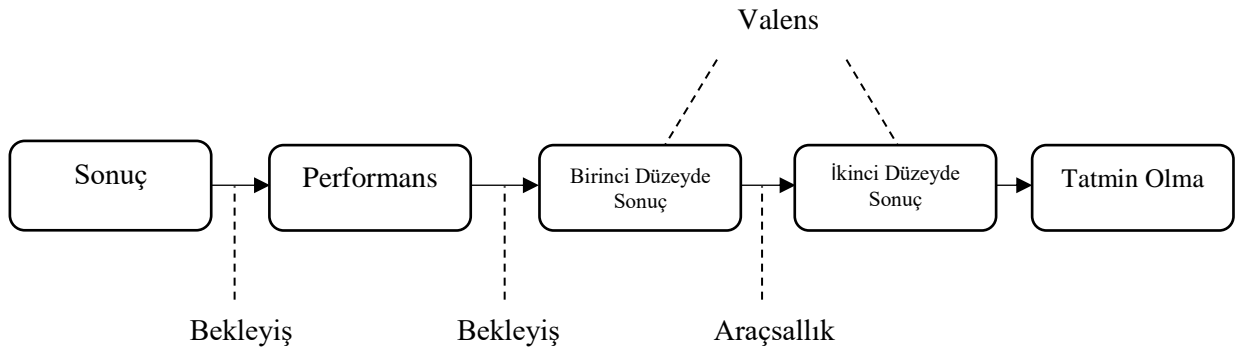 Valens
Sonuç
Performans
Birinci Düzeyde
Sonuç
İkinci Düzeyde
Sonuç
Tatmin Olma
Bekleyiş
Bekleyiş
Araçsallık